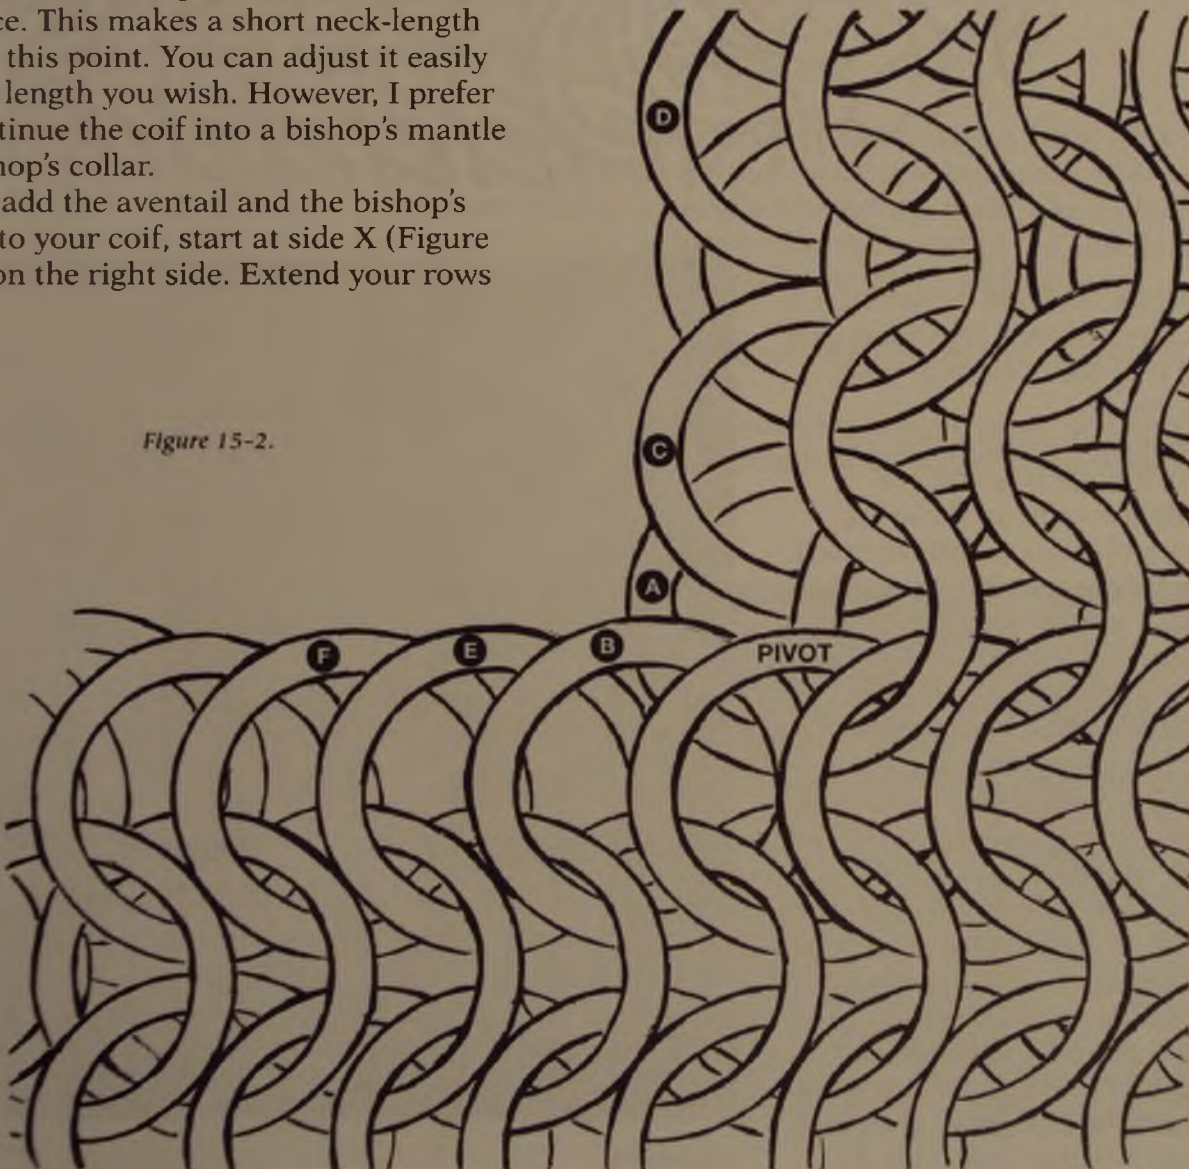 ce. This makes a short neck-length
this point. You can adjust it easily
length you wish. However, I prefer
tinue the coif into a bishop's mantle
hop's collar.
add the aventail and the bishop's
to your coif, start at side X (Figure
on the right side. Extend your rows
Figure 15-2.
D
C
A
F
E
B
PIVOT